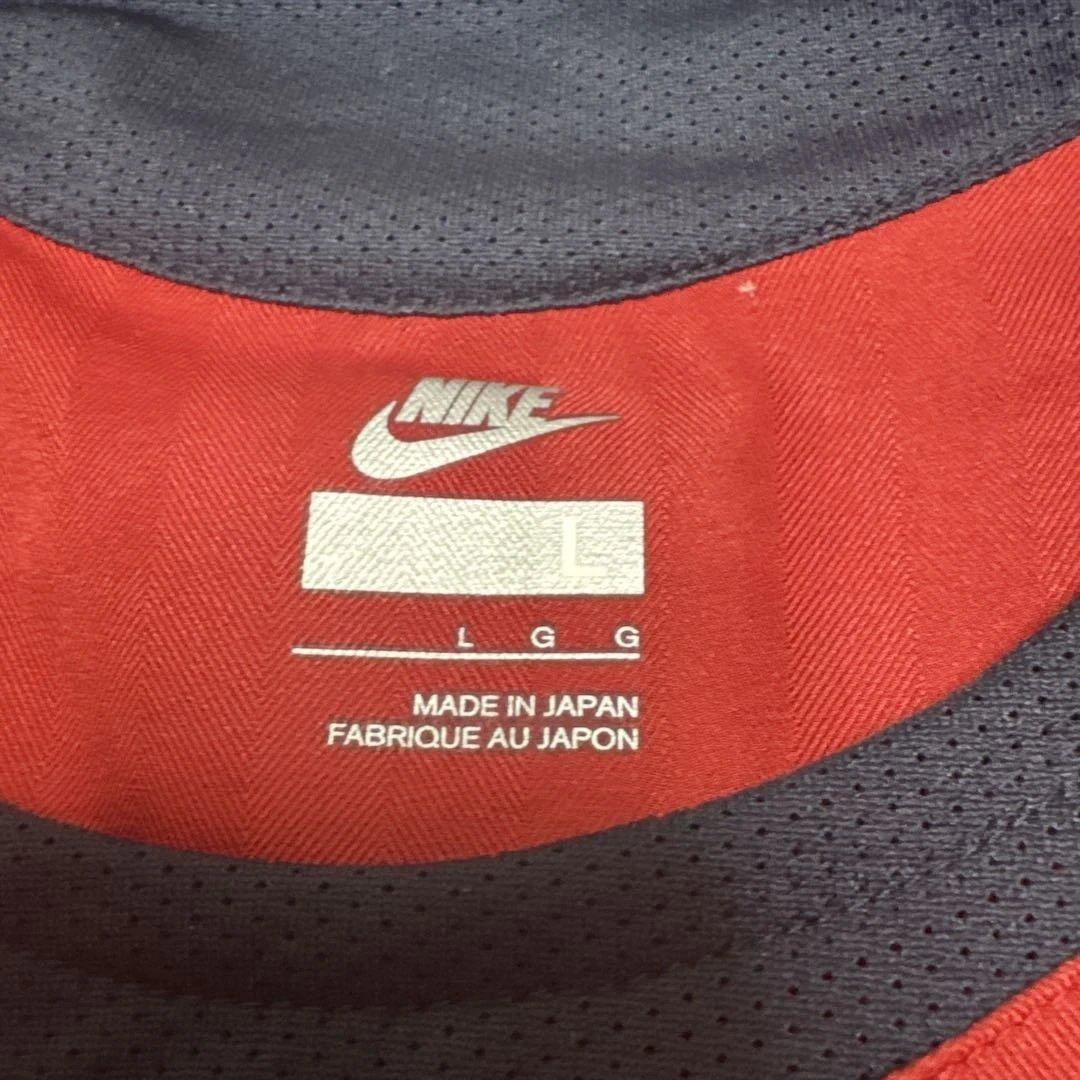 NIKE
L
L G G
MADE IN JAPAN
FABRIQUE AU JAPON